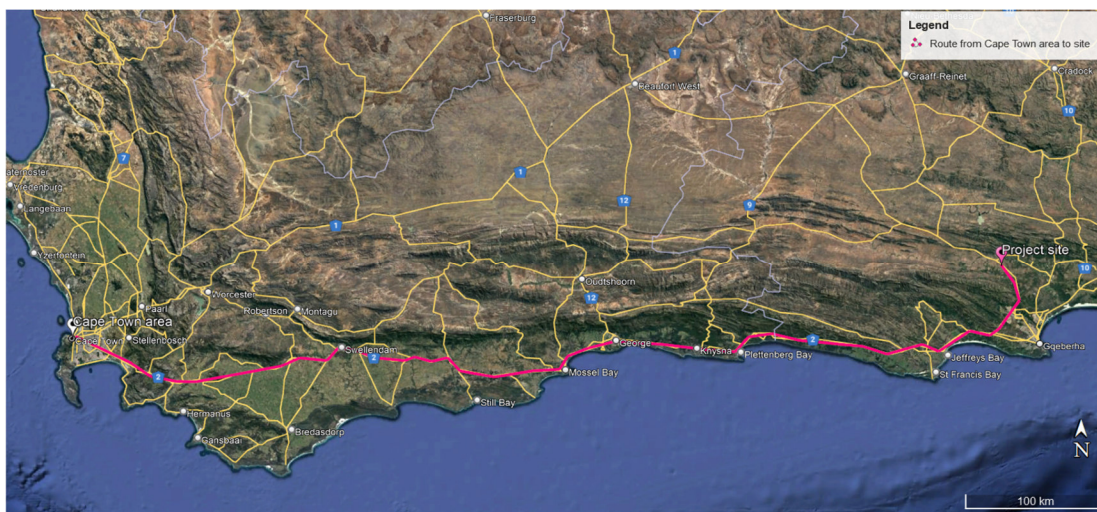 Fraserburg
Legend
Route from Cape Town area to site
1
Beaufort West
Graaff-Reinet
Cradock
10
7
aternoster
Vredenburg
Langebaan
1
12
9
1
Yzerfontein
Project site
10
Oudtshoorn
12
Worcester
Robertson
Montagu
Paarl
Cape Town area
Cape Town
Stellenbosch
Swellendam
2
George
Knysna
2
Plettenberg Bay
Gqeberha
Jeffreys Bay
St Francis Bay
Mossel Bay
2
Still Bay
Hermanus
Bredasdorp
Gansbaai
N
100 km